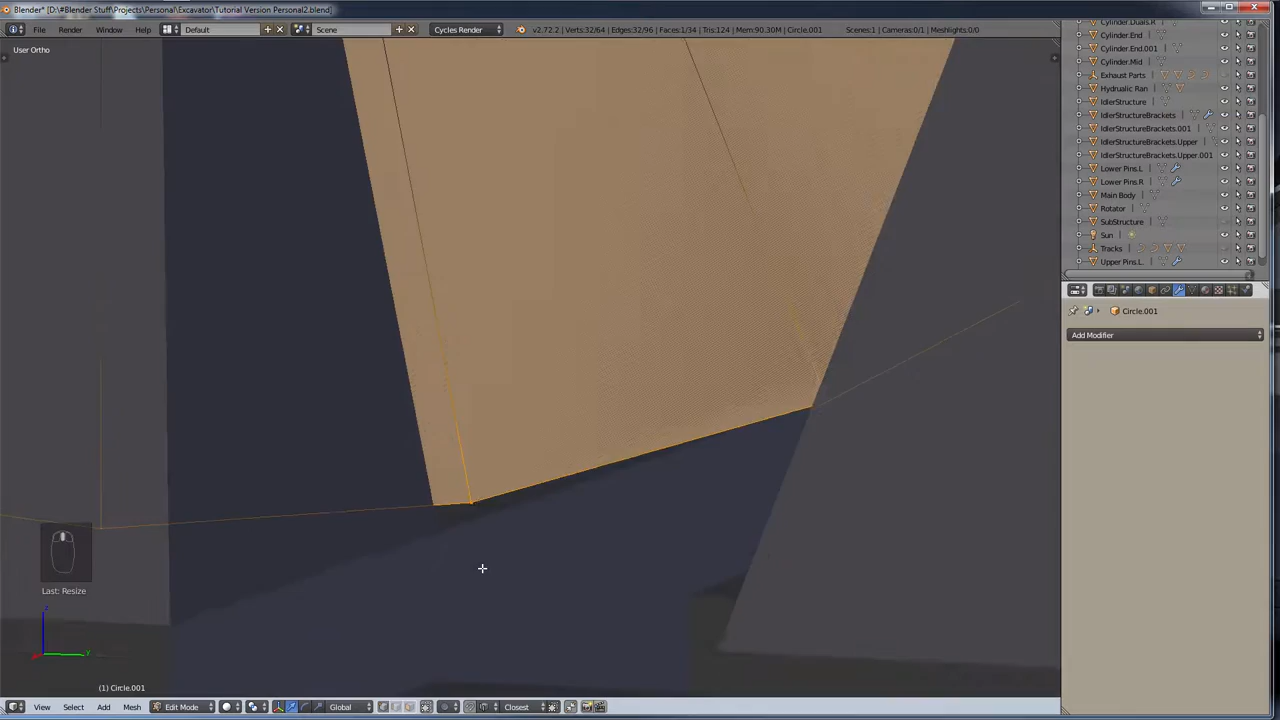 Blender* [D:\#Blender Stuff\Projects\Personal\Excavator\Tutorial Version Personal2.blend]
File Render Window Help Default Scene Cycles Render v2.72.2 | Verts:32/64 | Edges:32/96 | Faces:1/34 | Tris:124 | Mem:90.30M | Circle.001 Scenes:1 | Cameras:0/1 | Meshlights:0/0
User Ortho
Cylinder.Duals.R
Cylinder.End
Cylinder.End.001
Cylinder.Mid
Exhaust Parts
Hydrualic Ran
IdlerStructure
IdlerStructureBrackets
IdlerStructureBrackets.001
IdlerStructureBrackets.Upper
IdlerStructureBrackets.Upper.001
Lower Pins.L
Lower Pins.R
Main Body
Rotator
SubStructure
Sun
Tracks
Upper Pins.L
Circle.001
Add Modifier
Last: Resize
z
y
(1) Circle.001
View Select Add Mesh Edit Mode Global Closest